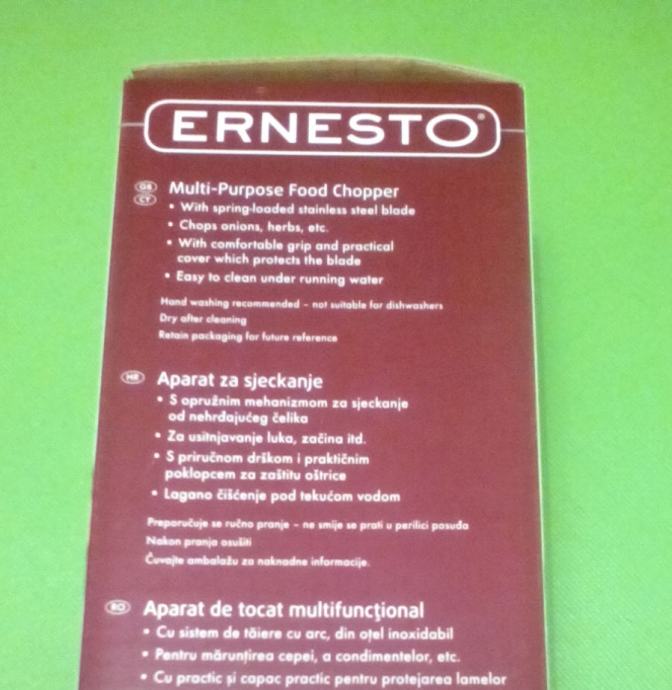 ERNESTO®
GB Multi-Purpose Food Chopper
CY • With spring-loaded stainless steel blade
• Chops onions, herbs, etc.
• With comfortable grip and practical
cover which protects the blade
• Easy to clean under running water
Hand washing recommended – not suitable for dishwashers
Dry after cleaning
Retain packaging for future reference
HR Aparat za sjeckanje
• S opružnim mehanizmom za sjeckanje
od nehrđajućeg čelika
• Za usitnjavanje luka, začina itd.
• S priručnom drškom i praktičnim
poklopcem za zaštitu oštrice
• Lagano čišćenje pod tekućom vodom
Preporučuje se ručno pranje – ne smije se prati u perilici posuđa
Nakon pranja osušiti
Čuvajte ambalažu za naknadne informacije.
RO Aparat de tocat multifuncţional
• Cu sistem de tăiere cu arc, din oţel inoxidabil
• Pentru mărunţirea cepei, a condimentelor, etc.
• Cu practic şi capac practic pentru protejarea lamelor